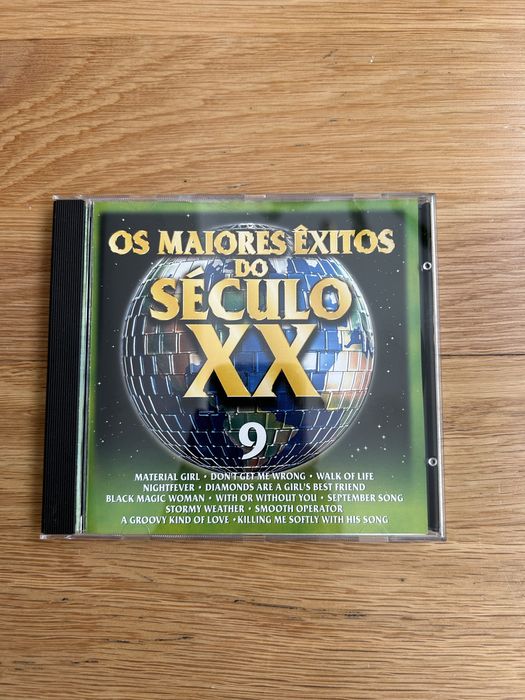 OS MAIORES ÊXITOS
DO
SÉCULO
XX
9
MATERIAL GIRL • DON'T GET ME WRONG • WALK OF LIFE
NIGHTFEVER • DIAMONDS ARE A GIRL'S BEST FRIEND
BLACK MAGIC WOMAN • WITH OR WITHOUT YOU • SEPTEMBER SONG
STORMY WEATHER • SMOOTH OPERATOR
A GROOVY KIND OF LOVE • KILLING ME SOFTLY WITH HIS SONG